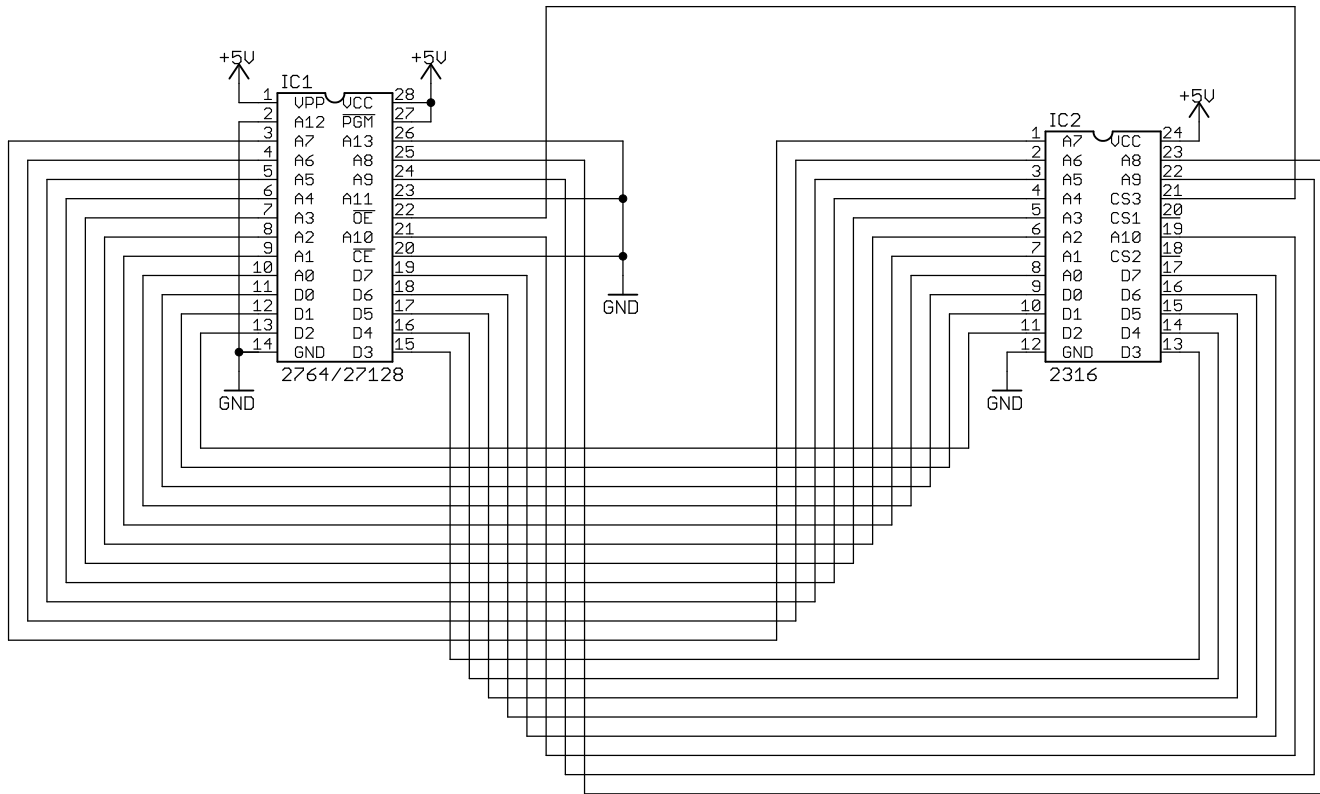 +5V +5V
IC1
1 VPP VCC 28
2 A12 PGM 27
3 A7 A13 26
4 A6 A8 25
5 A5 A9 24
6 A4 A11 23
7 A3 OE 22
8 A2 A10 21
9 A1 CE 20
10 A0 D7 19
11 D0 D6 18
12 D1 D5 17
13 D2 D4 16
14 GND D3 15
2764/27128
GND
GND
+5V
IC2
1 A7 VCC 24
2 A6 A8 23
3 A5 A9 22
4 A4 CS3 21
5 A3 CS1 20
6 A2 A10 19
7 A1 CS2 18
8 A0 D7 17
9 D0 D6 16
10 D1 D5 15
11 D2 D4 14
12 GND D3 13
2316
GND